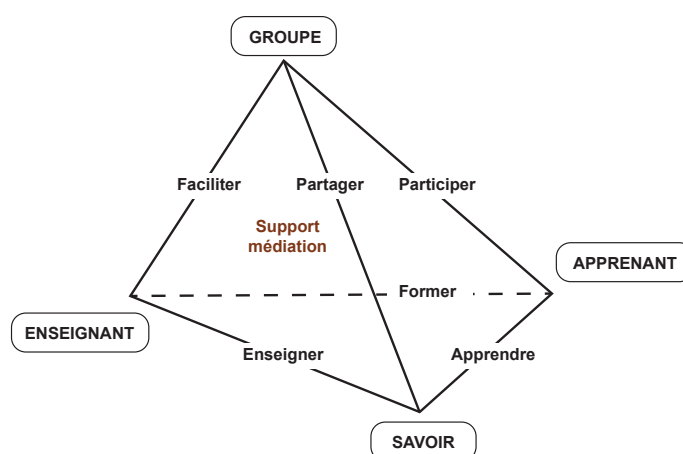 GROUPE
Faciliter
Partager
Participer
Support
médiation
APPRENANT
Former
ENSEIGNANT
Enseigner
Apprendre
SAVOIR